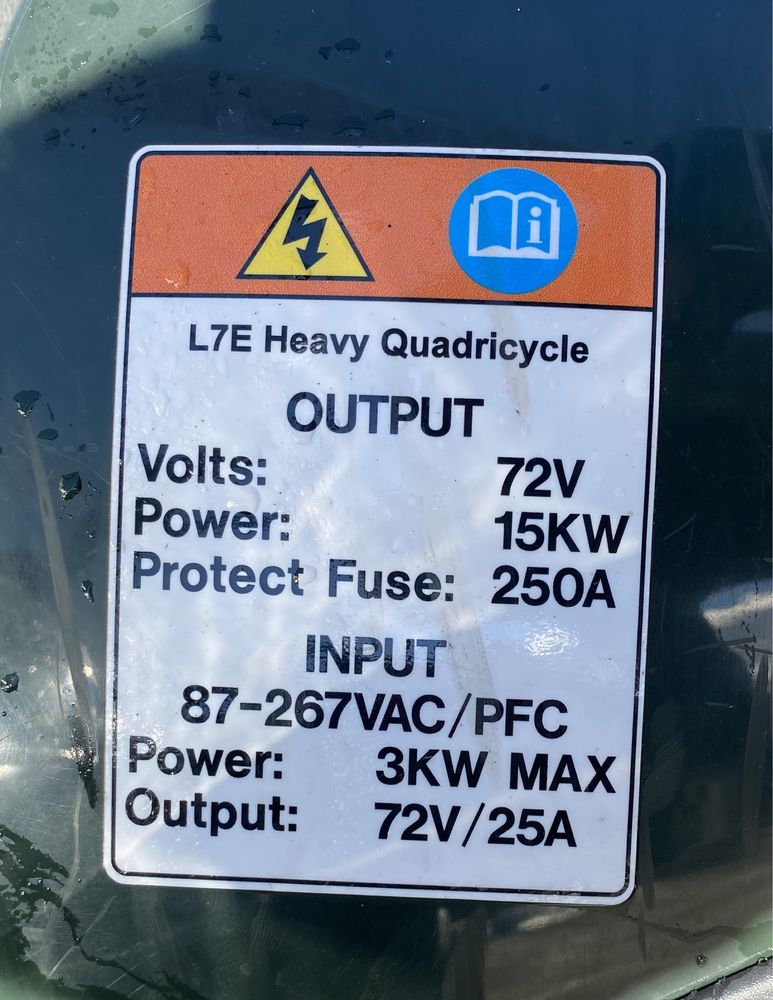 i
L7E Heavy Quadricycle
OUTPUT
Volts: 72V
Power: 15KW
Protect Fuse: 250A
INPUT
87-267VAC/PFC
Power: 3KW MAX
Output: 72V/25A